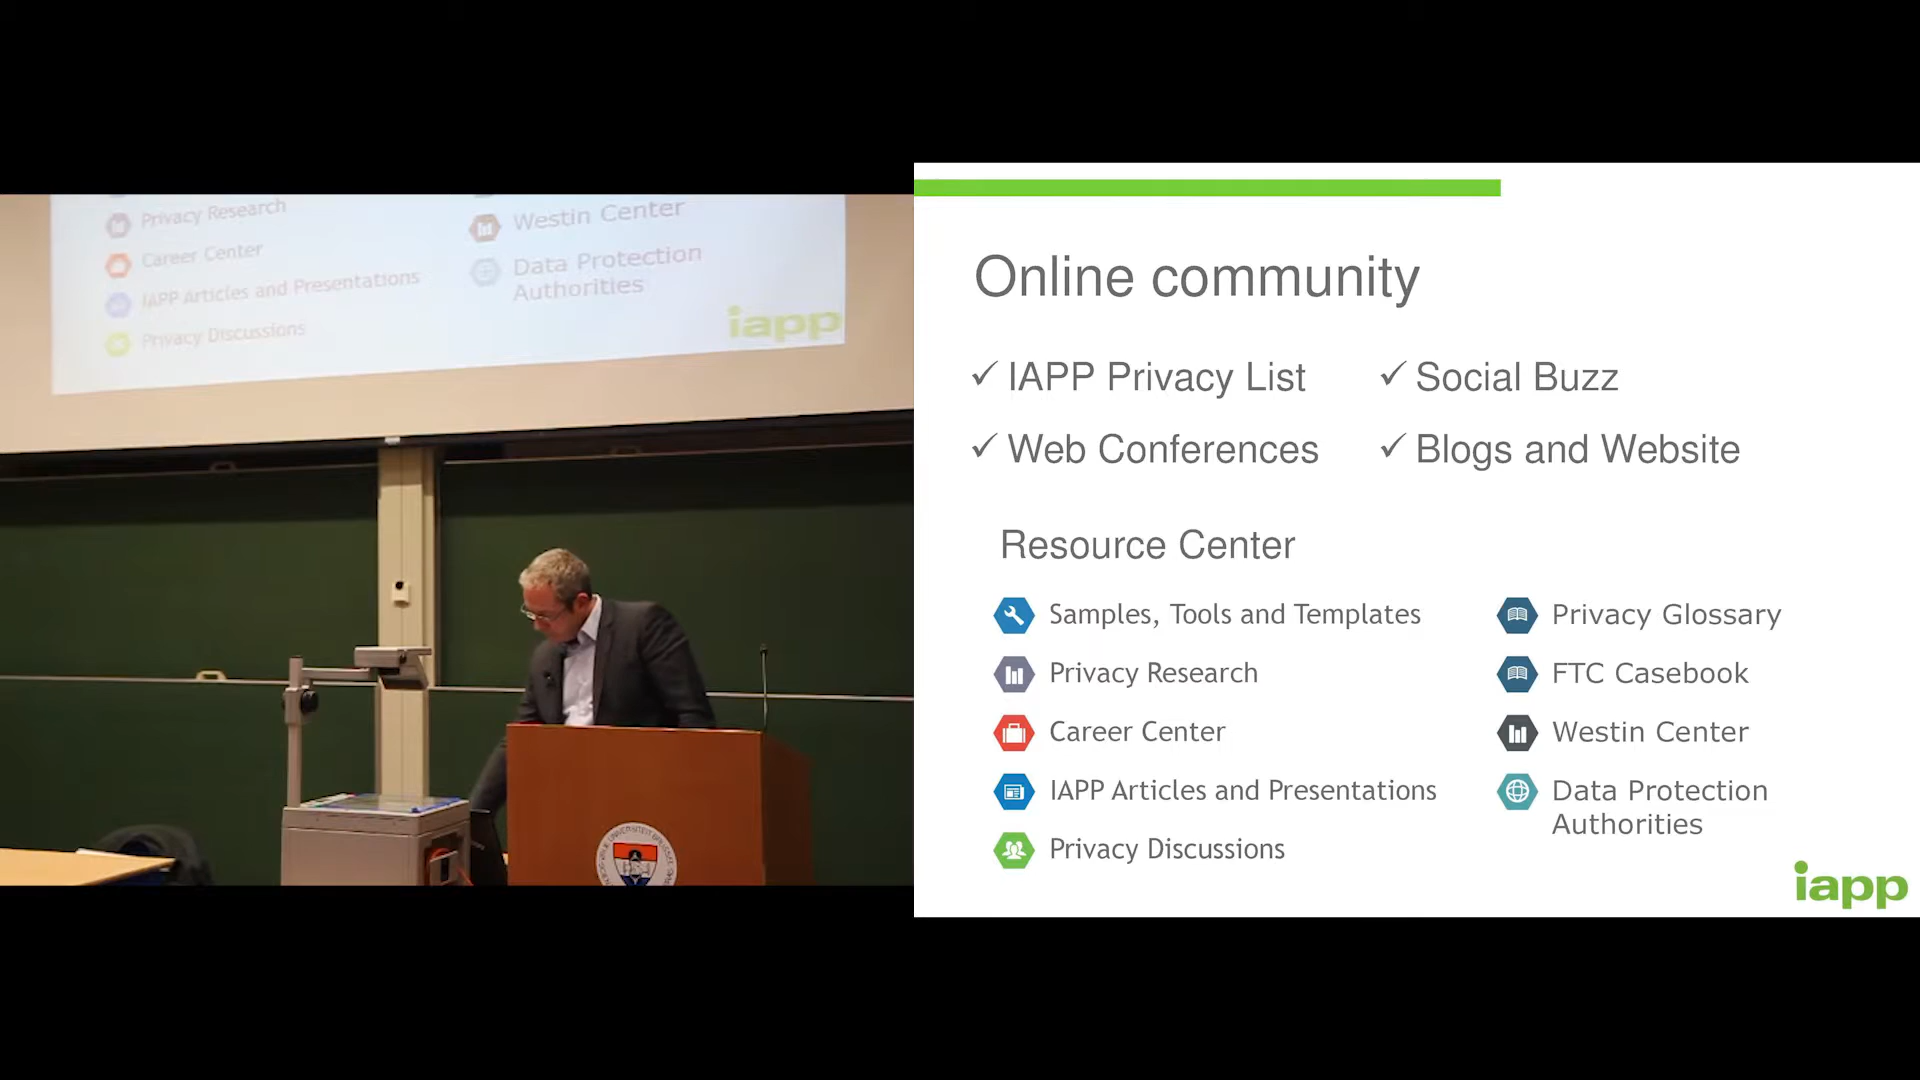 Privacy Research
Career Center
IAPP Articles and Presentations
Privacy Discussions
Westin Center
Data Protection
Authorities
iapp
Online community
✓ IAPP Privacy List
✓ Social Buzz
✓ Web Conferences
✓ Blogs and Website
Resource Center
Samples, Tools and Templates
Privacy Research
Career Center
IAPP Articles and Presentations
Privacy Discussions
Privacy Glossary
FTC Casebook
Westin Center
Data Protection
Authorities
iapp